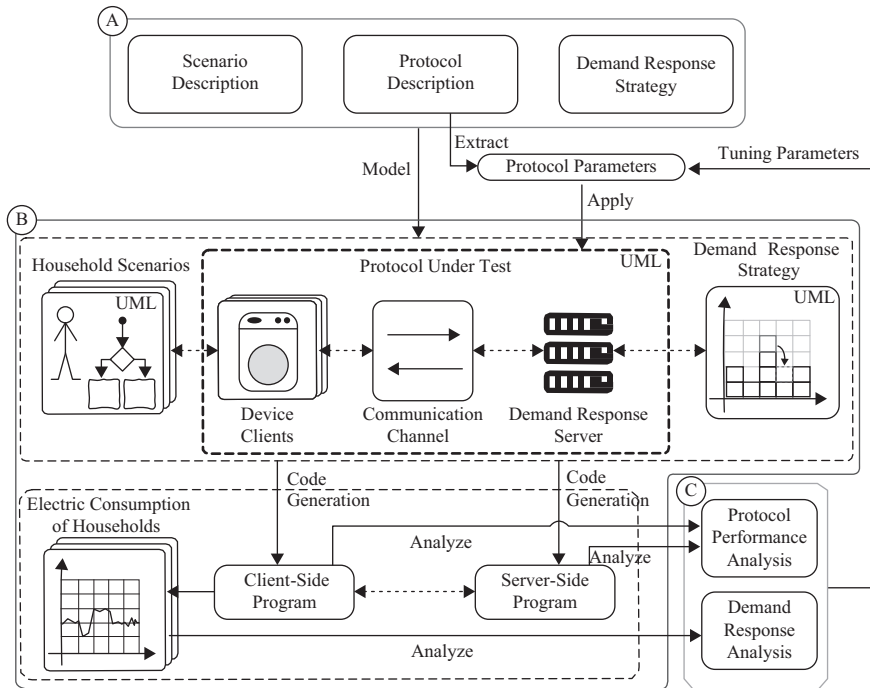 A
Scenario
Description
Protocol
Description
Demand Response
Strategy
Extract
Model
Protocol Parameters
Tuning Parameters
Apply
B
Household Scenarios
UML
Protocol Under Test
UML
Demand Response
Strategy
UML
Device
Clients
Communication
Channel
Demand Response
Server
Code
Generation
Code
Generation
Electric Consumption
of Households
Analyze
Analyze
Client-Side
Program
Server-Side
Program
Analyze
C
Protocol
Performance
Analysis
Demand
Response
Analysis